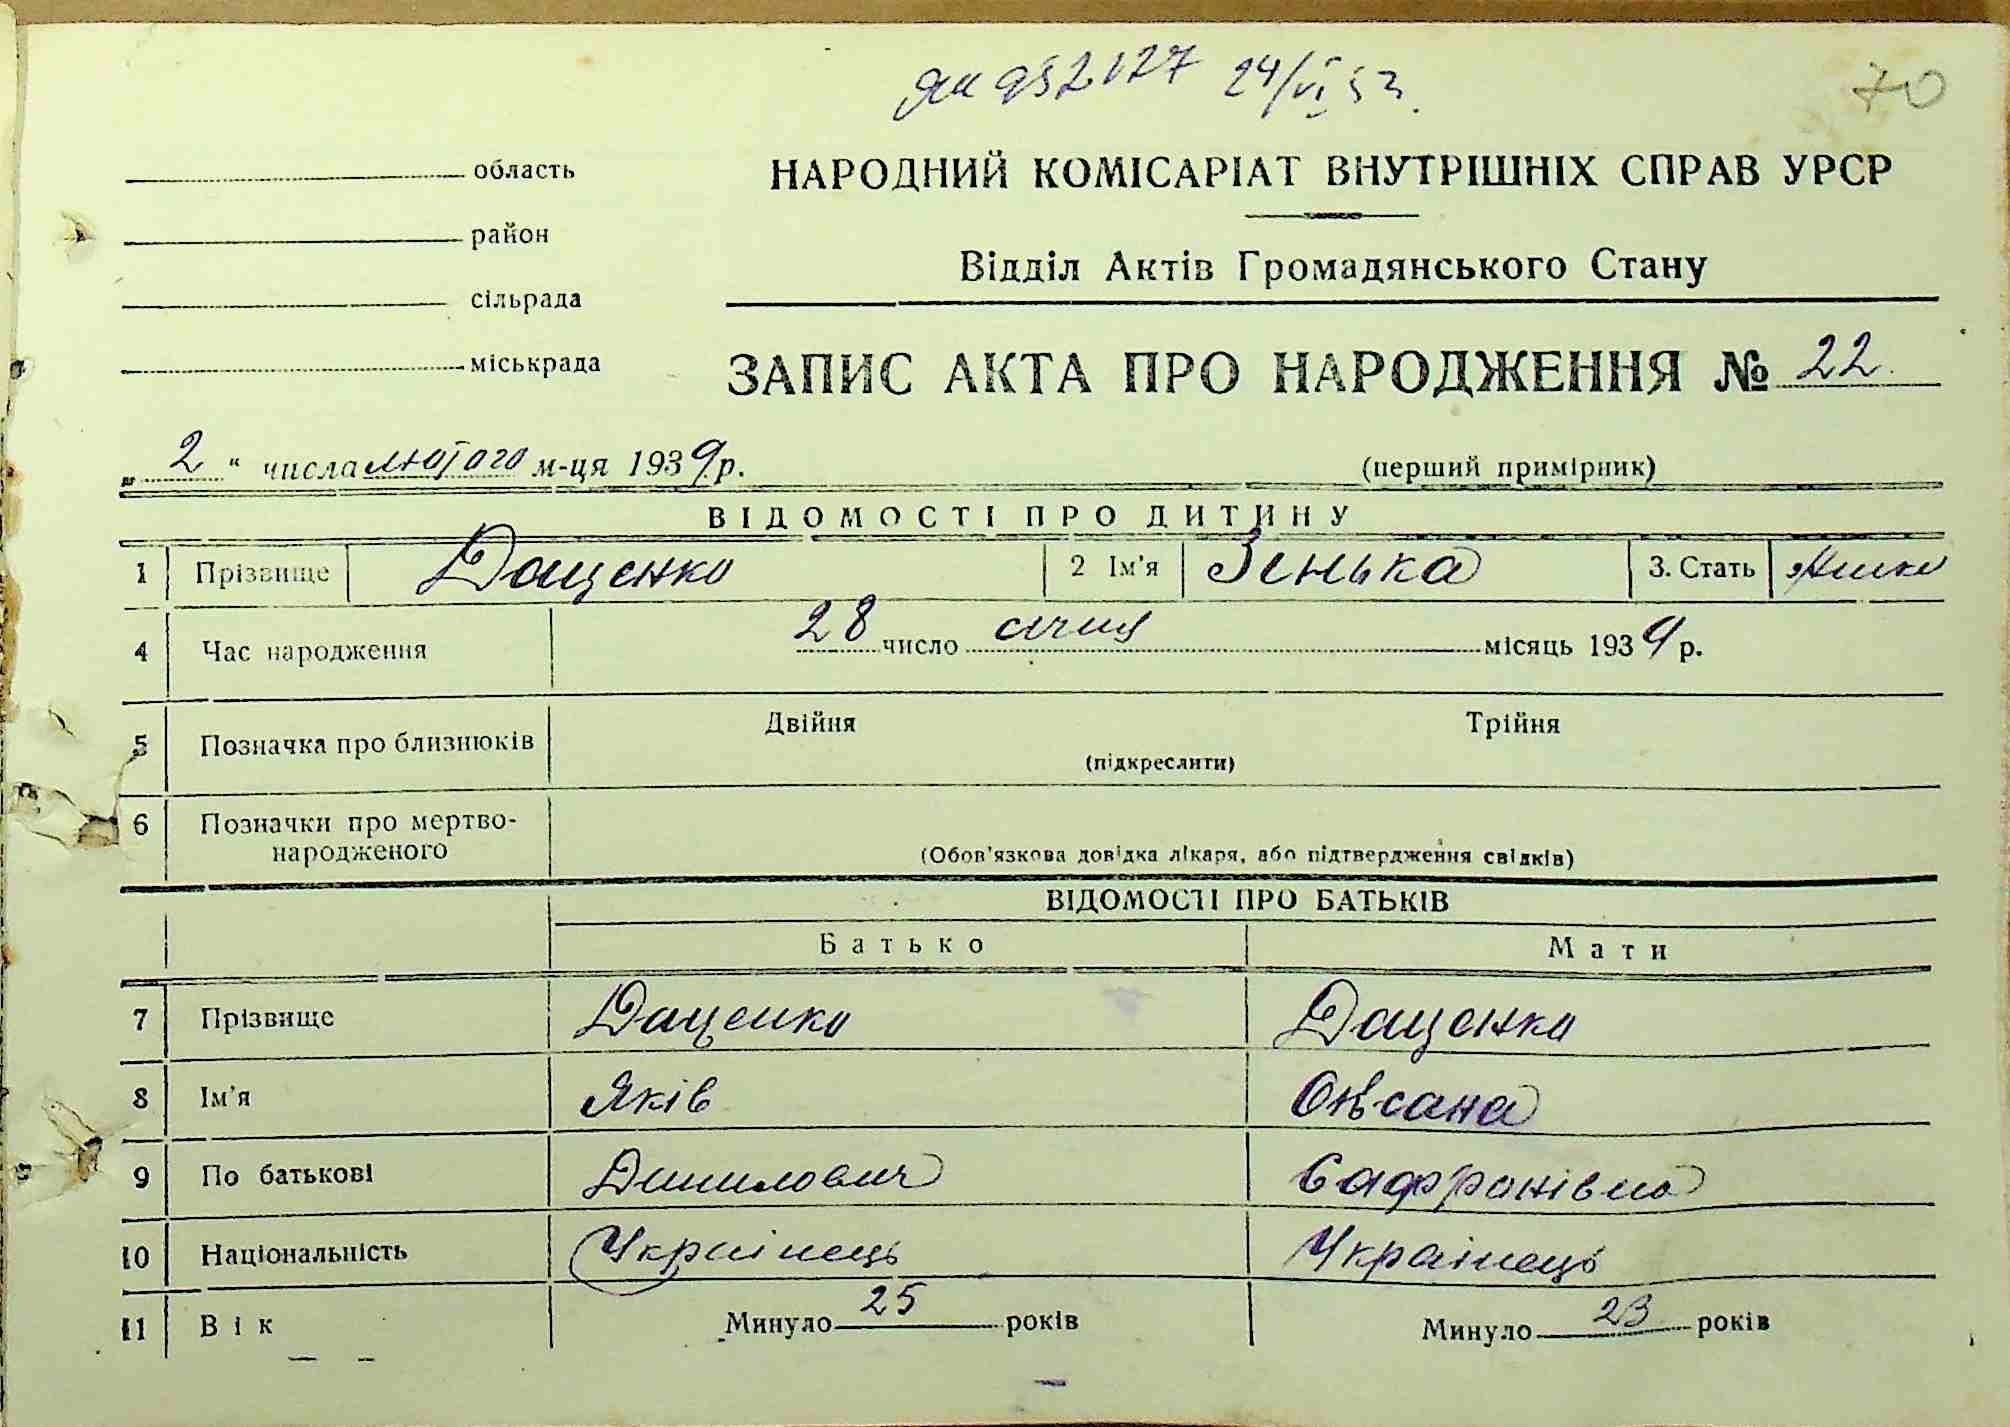 952127 24/VI 53.
70
область
НАРОДНИЙ КОМІСАРІАТ ВНУТРІШНІХ СПРАВ УРСР
район
Відділ Актів Громадянського Стану
сільрада
міськрада
ЗАПИС АКТА ПРО НАРОДЖЕННЯ № 22
„ 2 “ числа лютого м-ця 1939 р.
(перший примірник)
ВІДОМОСТІ ПРО ДИТИНУ
1 Прізвище Даценко 2 Ім'я Зінька 3. Стать
4 Час народження 28 число січня місяць 1939 р.
5 Позначка про близнюків Двійня Трійня
(підкреслити)
6 Позначки про мертво-
народженого
(Обов'язкова довідка лікаря, або підтвердження свідків)
ВІДОМОСТІ ПРО БАТЬКІВ
Батько Мати
7 Прізвище Даценко Даценко
8 Ім'я Яків Оксана
9 По батькові Данилович Сафронівна
10 Національність Українець Українець
11 Вік Минуло 25 років Минуло 23 років